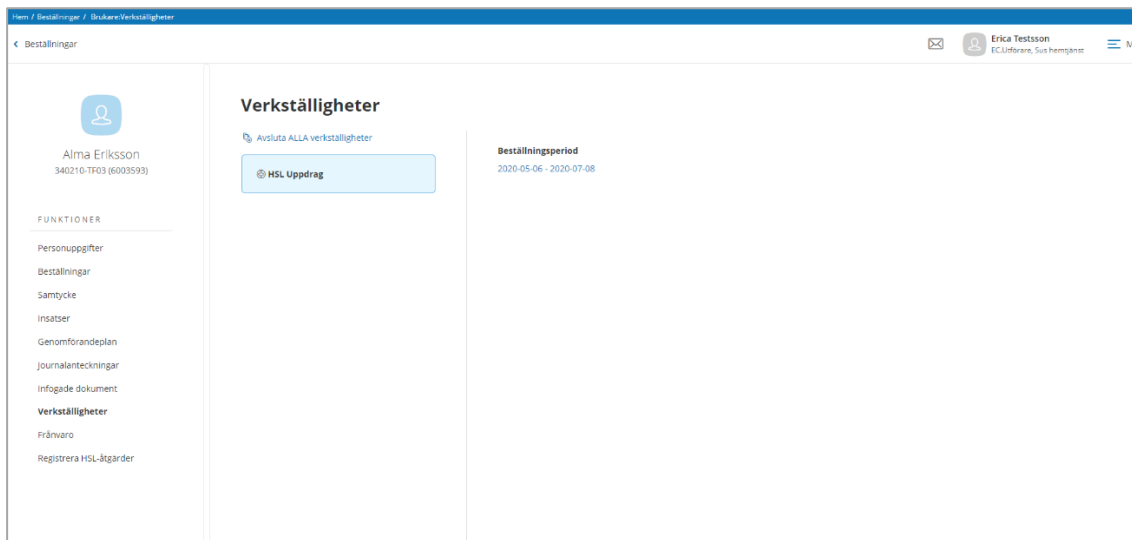 Hem / Beställningar / Brukare:Verkställigheter
Beställningar
Erica Testsson
EC.Utförare, Sus hemtjänst
M
Alma Eriksson
340210-TF03 (6003593)
FUNKTIONER
Personuppgifter
Beställningar
Samtycke
Insatser
Genomförandeplan
Journalanteckningar
Infogade dokument
Verkställigheter
Frånvaro
Registrera HSL-åtgärder
Verkställigheter
Avsluta ALLA verkställigheter
HSL Uppdrag
Beställningsperiod
2020-05-06 - 2020-07-08